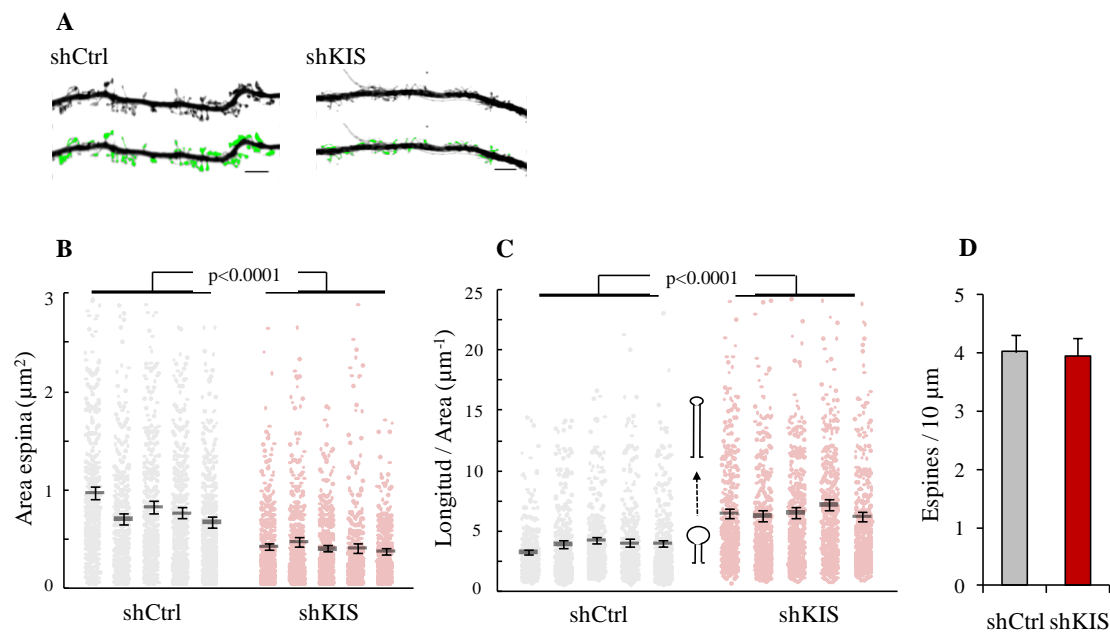 A
shCtrl
shKIS
B
p<0.0001
Area espina (µm²)
3
2
1
0
shCtrl
shKIS
C
p<0.0001
Longitud / Area (µm⁻¹)
25
20
15
10
5
0
shCtrl
shKIS
D
Espines / 10 µm
5
4
3
2
1
0
shCtrl shKIS